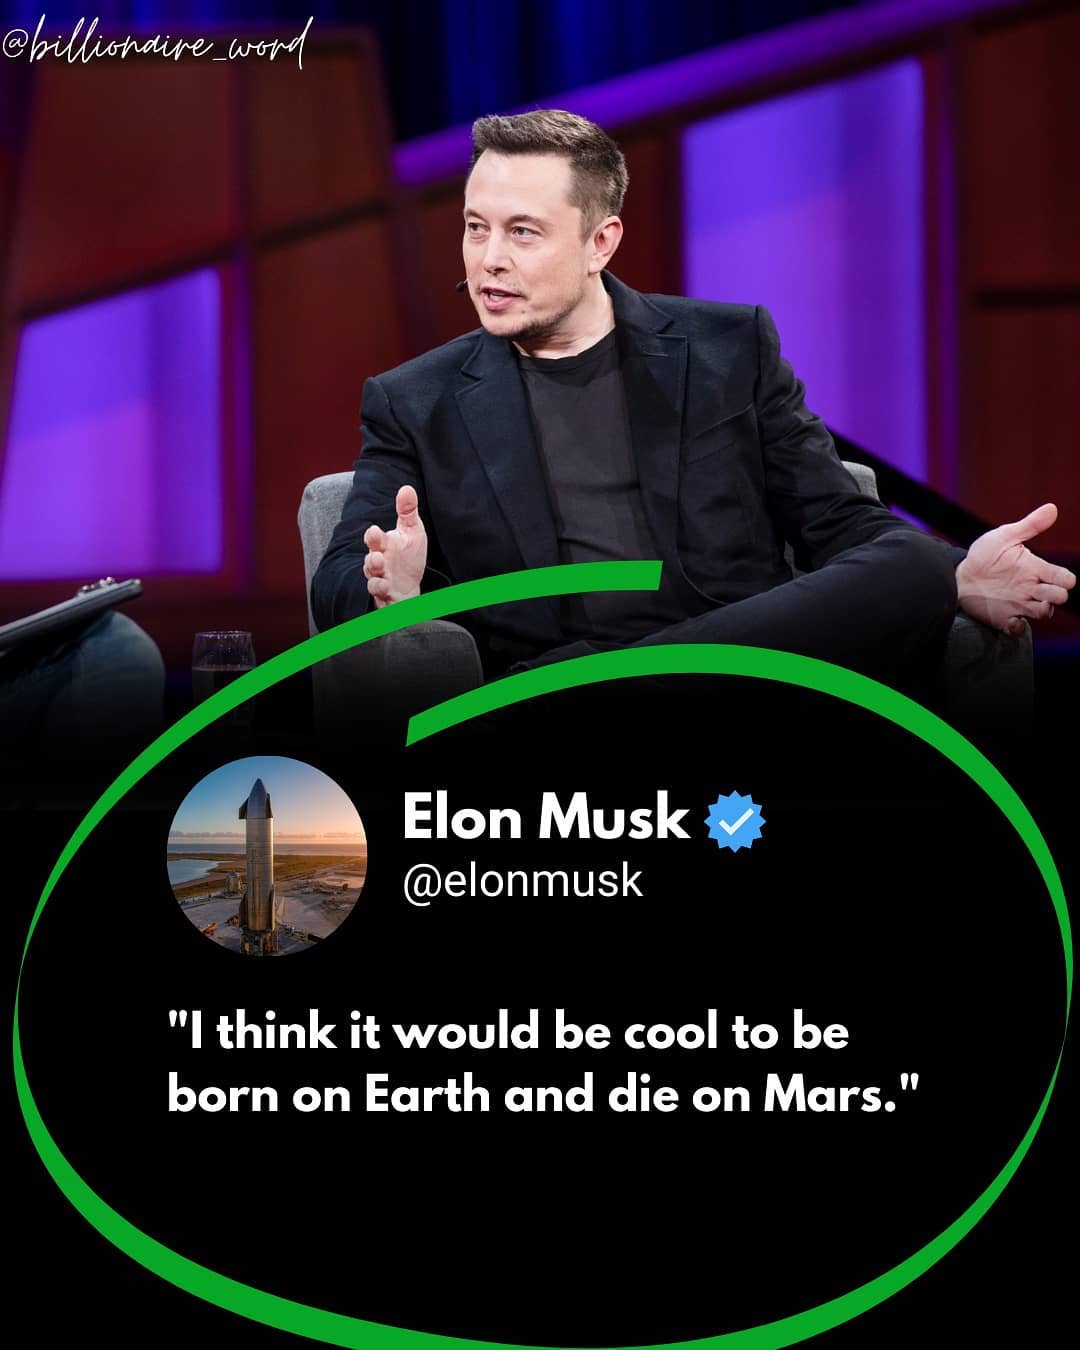 @billionaire_word
Elon Musk
@elonmusk
"I think it would be cool to be
born on Earth and die on Mars."